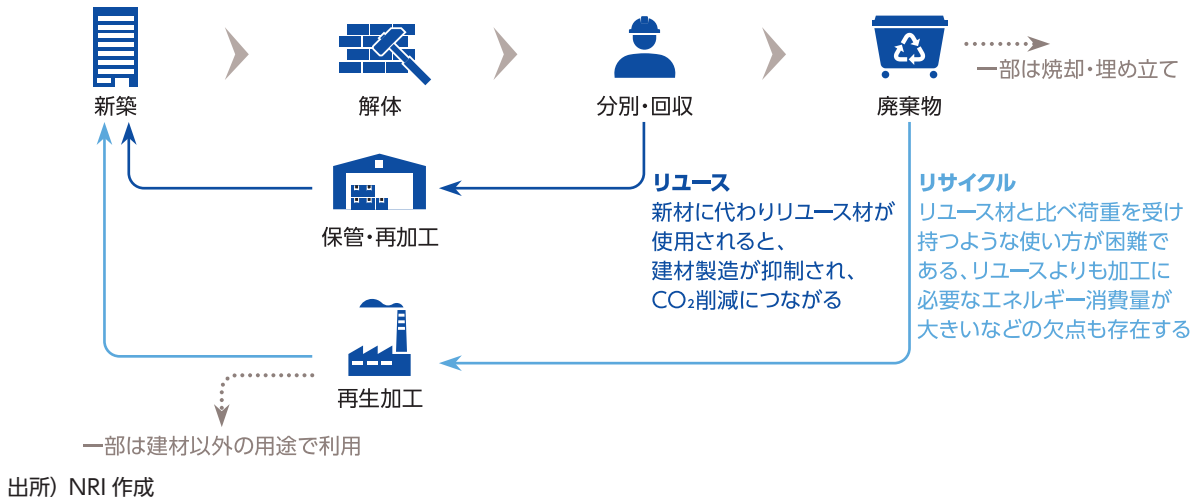 新築
解体
分別・回収
廃棄物
一部は焼却・埋め立て
保管・再加工
リユース
新材に代わりリユース材が
使用されると、
建材製造が抑制され、
CO₂削減につながる
リサイクル
リユース材と比べ荷重を受け
持つような使い方が困難で
ある、リユースよりも加工に
必要なエネルギー消費量が
大きいなどの欠点も存在する
再生加工
一部は建材以外の用途で利用
出所）NRI 作成